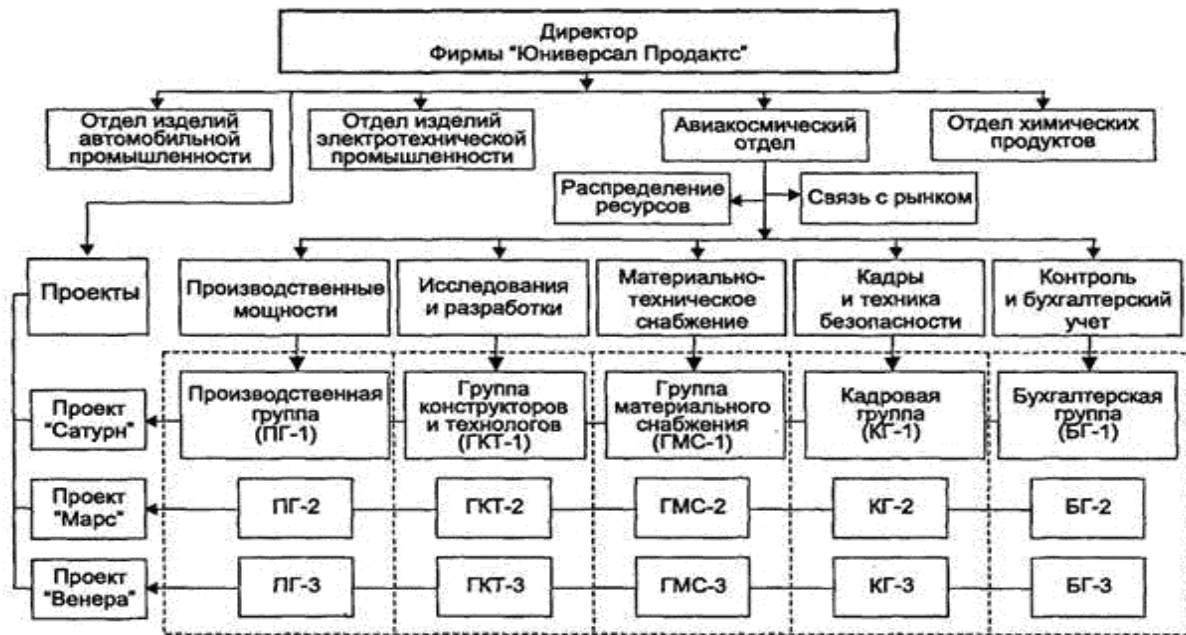 Директор
Фирмы "Юниверсал Продактс"
Отдел изделий
автомобильной
промышленности
Отдел изделий
электротехнической
промышленности
Авиакосмический
отдел
Отдел химических
продуктов
Распределение
ресурсов
Связь с рынком
Проекты
Производственные
мощности
Исследования
и разработки
Материально-
техническое
снабжение
Кадры
и техника
безопасности
Контроль
и бухгалтерский
учет
Проект
"Сатурн"
Производственная
группа
(ПГ-1)
Группа
конструкторов
и технологов
(ГКТ-1)
Группа
материального
снабжения
(ГМС-1)
Кадровая
группа
(КГ-1)
Бухгалтерская
группа
(БГ-1)
Проект
"Марс"
ПГ-2
ГКТ-2
ГМС-2
КГ-2
БГ-2
Проект
"Венера"
ПГ-3
ГКТ-3
ГМС-3
КГ-3
БГ-3